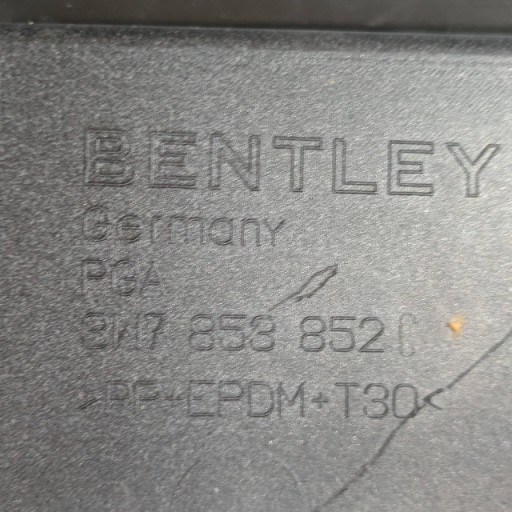 BENTLEY
Germany
PGA
3W7 853 852 C
>PP+EPDM+T30<